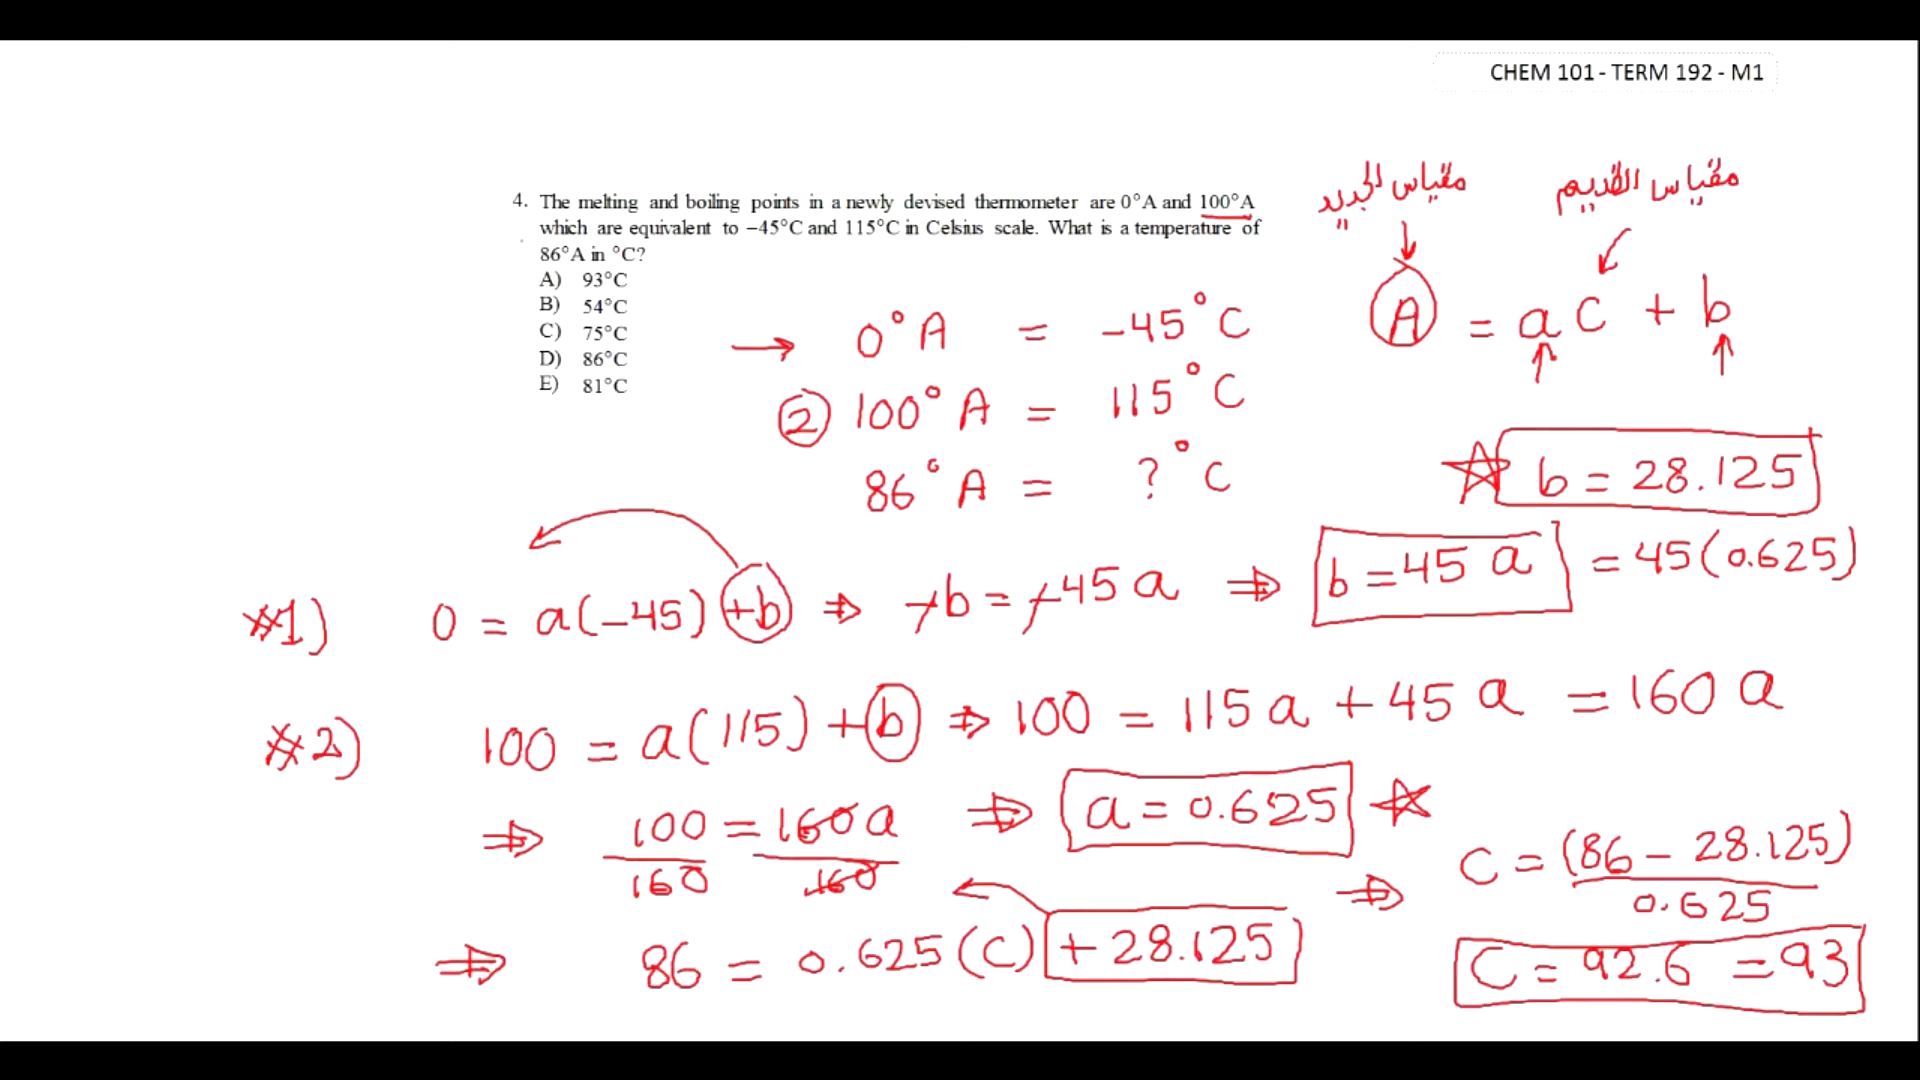 CHEM 101 - TERM 192 - M1
مقياس الجديد
مقياس القديم
4. The melting and boiling points in a newly devised thermometer are 0°A and 100°A
which are equivalent to −45°C and 115°C in Celsius scale. What is a temperature of
86°A in °C?
A) 93°C
B) 54°C
C) 75°C
D) 86°C
E) 81°C
A = a C + b
→ 0°A = -45°C
② 100°A = 115°C
86°A = ?°C
☆ b = 28.125
#1) 0 = a(-45) +b ⇒ -b = -45 a ⇒ b = 45 a = 45(0.625)
#2) 100 = a(115) + b ⇒ 100 = 115 a + 45 a = 160 a
⇒ 100/160 = 160a/160 ⇒ a = 0.625 ☆
⇒ 86 = 0.625(C) + 28.125
⇒ C = (86 - 28.125)/0.625
C = 92.6 = 93